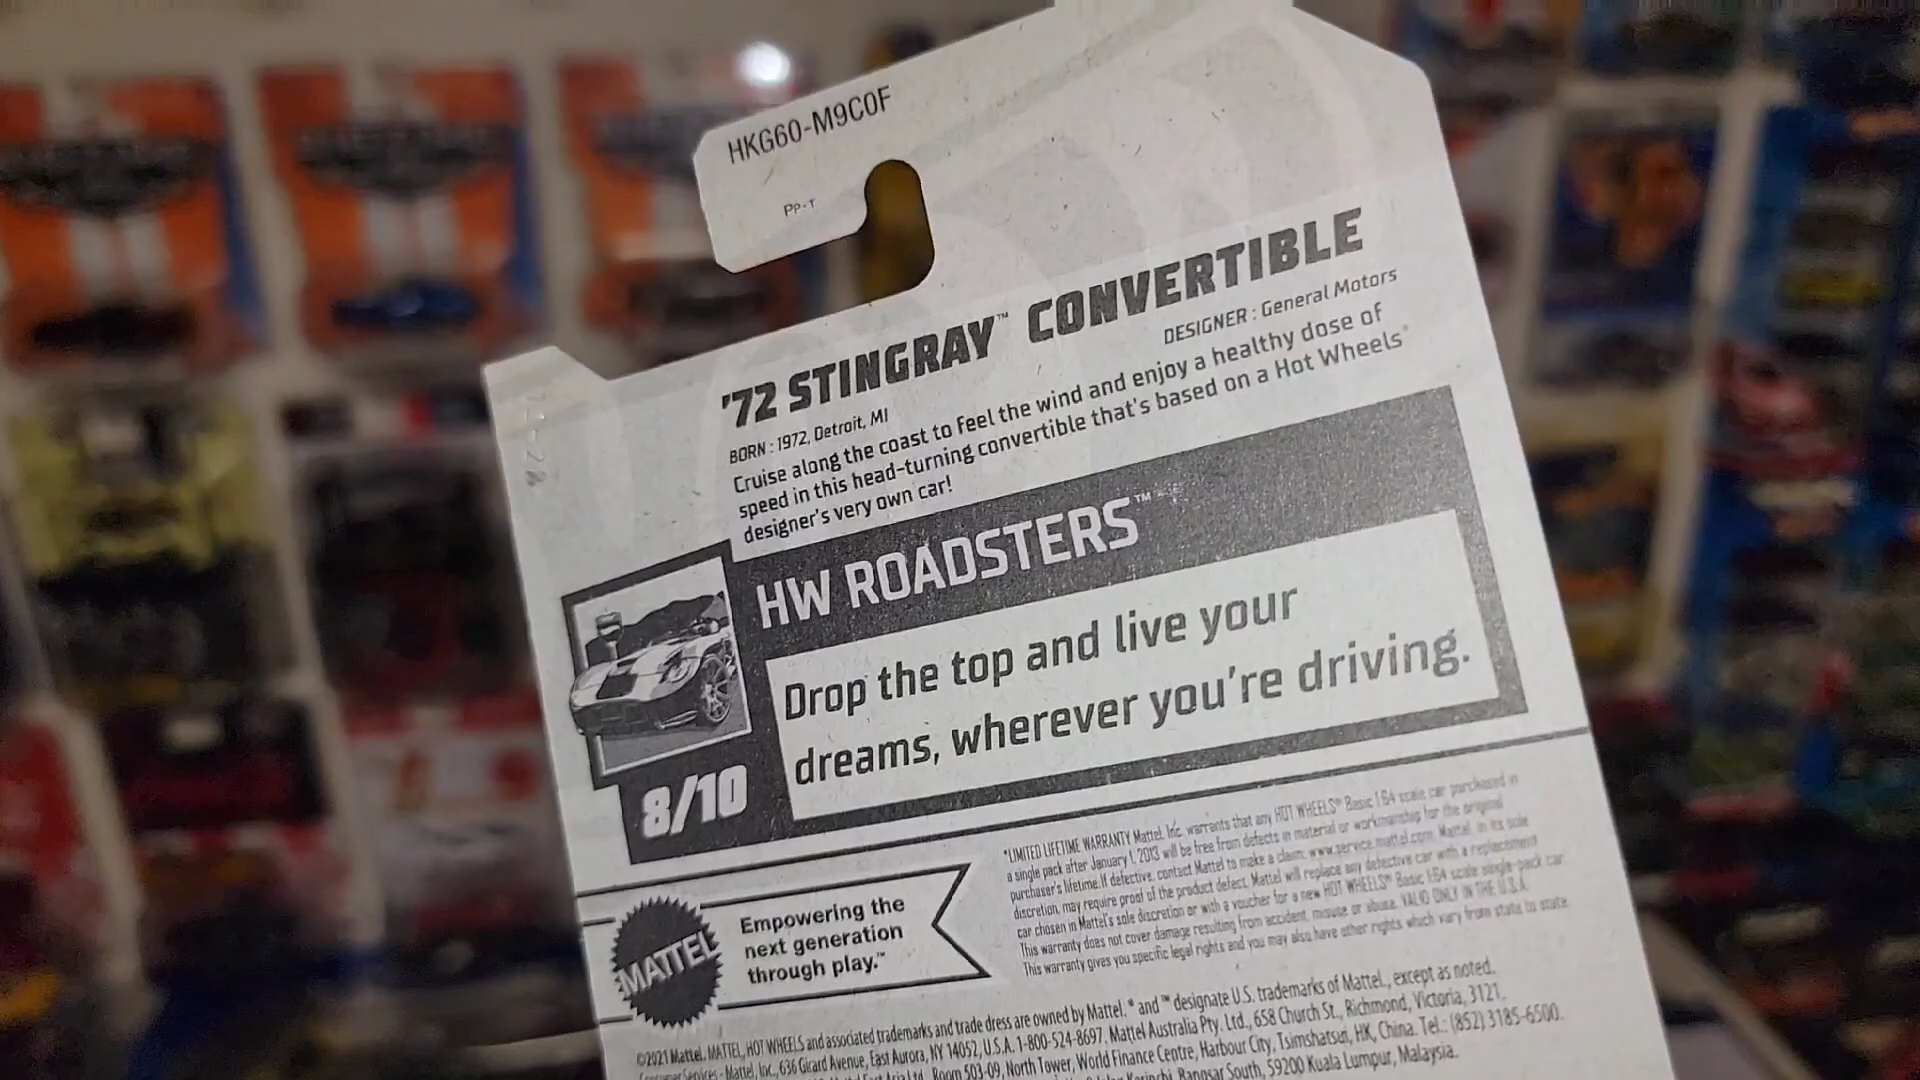 HKG60-M9C0F
PP-T
'72 STINGRAY™ CONVERTIBLE
DESIGNER : General Motors
BORN : 1972, Detroit, MI
Cruise along the coast to feel the wind and enjoy a healthy dose of
speed in this head-turning convertible that's based on a Hot Wheels®
designer's very own car!
HW ROADSTERS™
Drop the top and live your
dreams, wherever you're driving.
8/10
MATTEL
Empowering the
next generation
through play.™
*LIMITED LIFETIME WARRANTY Mattel, Inc. warrants that any HOT WHEELS® Basic 1:64 scale car purchased in
a single pack after January 1, 2013 will be free from defects in material or workmanship for the original
purchaser's lifetime. If defective, contact Mattel to make a claim: www.service.mattel.com. Mattel, in its sole
discretion, may require proof of the product defect. Mattel will replace any defective car with a replacement
car chosen in Mattel's sole discretion or with a voucher for a new HOT WHEELS® Basic 1:64 scale single-pack car.
This warranty does not cover damage resulting from accident, misuse or abuse. VALID ONLY IN THE U.S.A.
This warranty gives you specific legal rights and you may also have other rights which vary from state to state.
©2021 Mattel. MATTEL, HOT WHEELS and associated trademarks and trade dress are owned by Mattel. ® and ™ designate U.S. trademarks of Mattel, except as noted.
Consumer Services - Mattel, Inc., 636 Girard Avenue, East Aurora, NY 14052, U.S.A. 1-800-524-8697. Mattel Australia Pty. Ltd., 658 Church St., Richmond, Victoria, 3121.
Room 503-09, North Tower, World Finance Centre, Harbour City, Tsimshatsui, HK, China. Tel.: (852) 3185-6500.
Bangsar South, 59200 Kuala Lumpur, Malaysia.